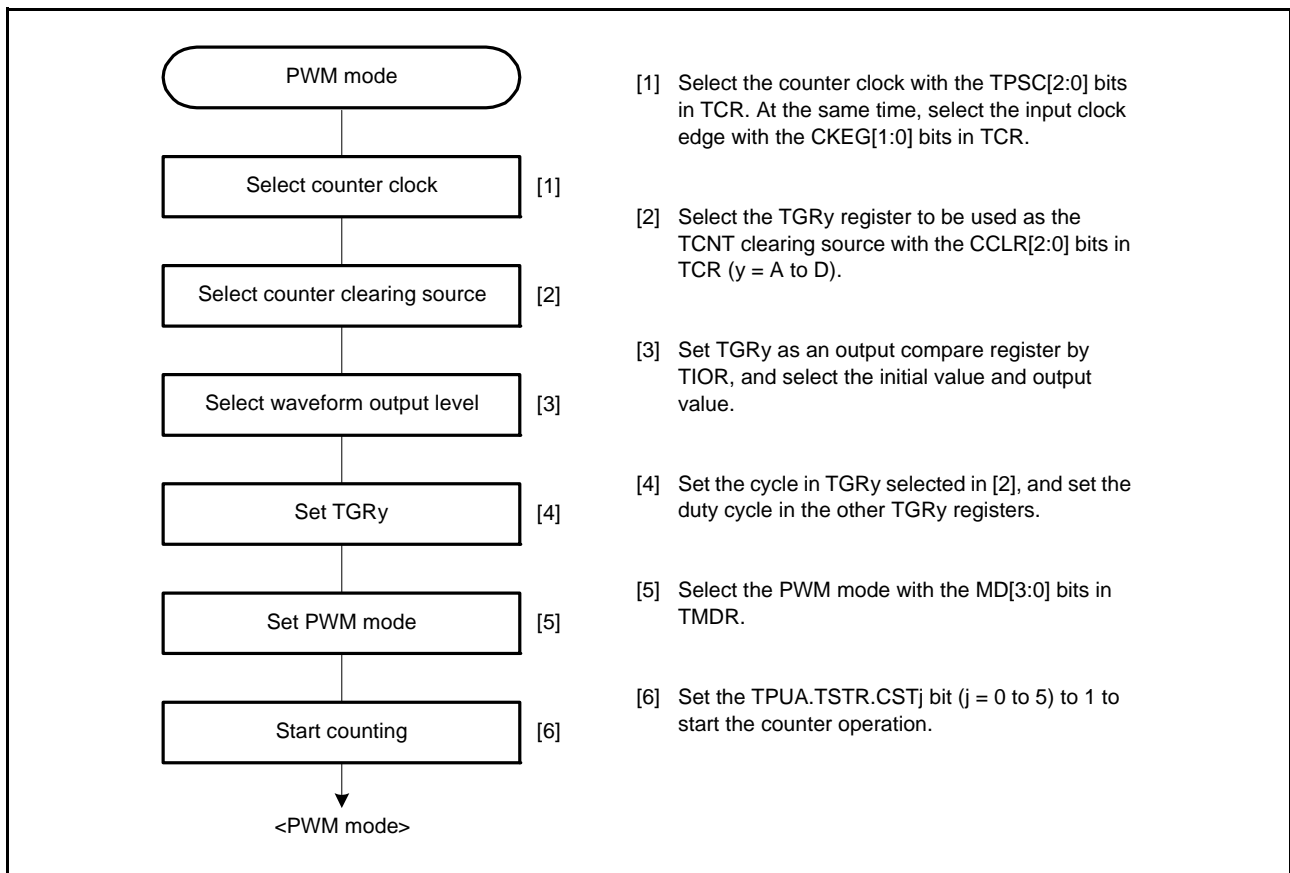 PWM mode
Select counter clock
[1]
Select counter clearing source
[2]
Select waveform output level
[3]
Set TGRy
[4]
Set PWM mode
[5]
Start counting
[6]
<PWM mode>
[1] Select the counter clock with the TPSC[2:0] bits
in TCR. At the same time, select the input clock
edge with the CKEG[1:0] bits in TCR.
[2] Select the TGRy register to be used as the
TCNT clearing source with the CCLR[2:0] bits in
TCR (y = A to D).
[3] Set TGRy as an output compare register by
TIOR, and select the initial value and output
value.
[4] Set the cycle in TGRy selected in [2], and set the
duty cycle in the other TGRy registers.
[5] Select the PWM mode with the MD[3:0] bits in
TMDR.
[6] Set the TPUA.TSTR.CSTj bit (j = 0 to 5) to 1 to
start the counter operation.